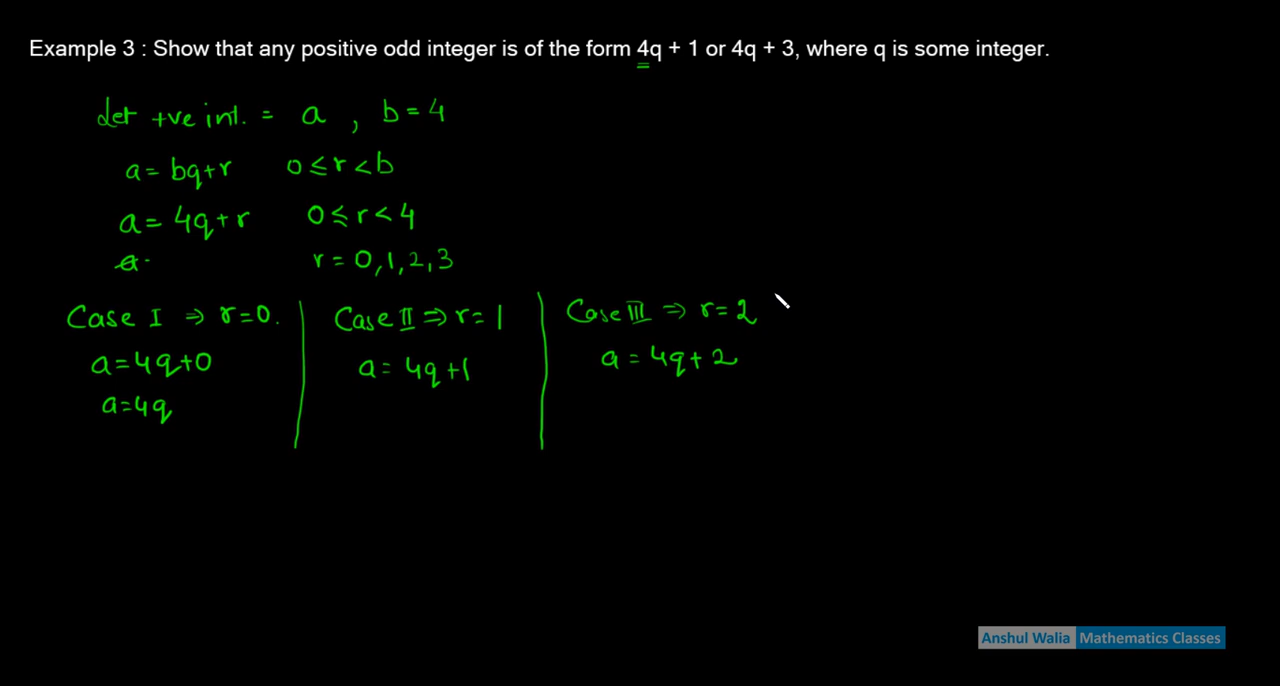 Example 3 : Show that any positive odd integer is of the form 4q + 1 or 4q + 3, where q is some integer.
Let +ve int. = a , b = 4
a = bq+r 0 ≤ r < b
a = 4q+r 0 ≤ r < 4
a
r = 0,1,2,3
Case I ⇒ r=0.
a=4q+0
a=4q
Case II ⇒ r=1
a= 4q+1
Case III ⇒ r=2
a = 4q+2
Anshul Walia Mathematics Classes